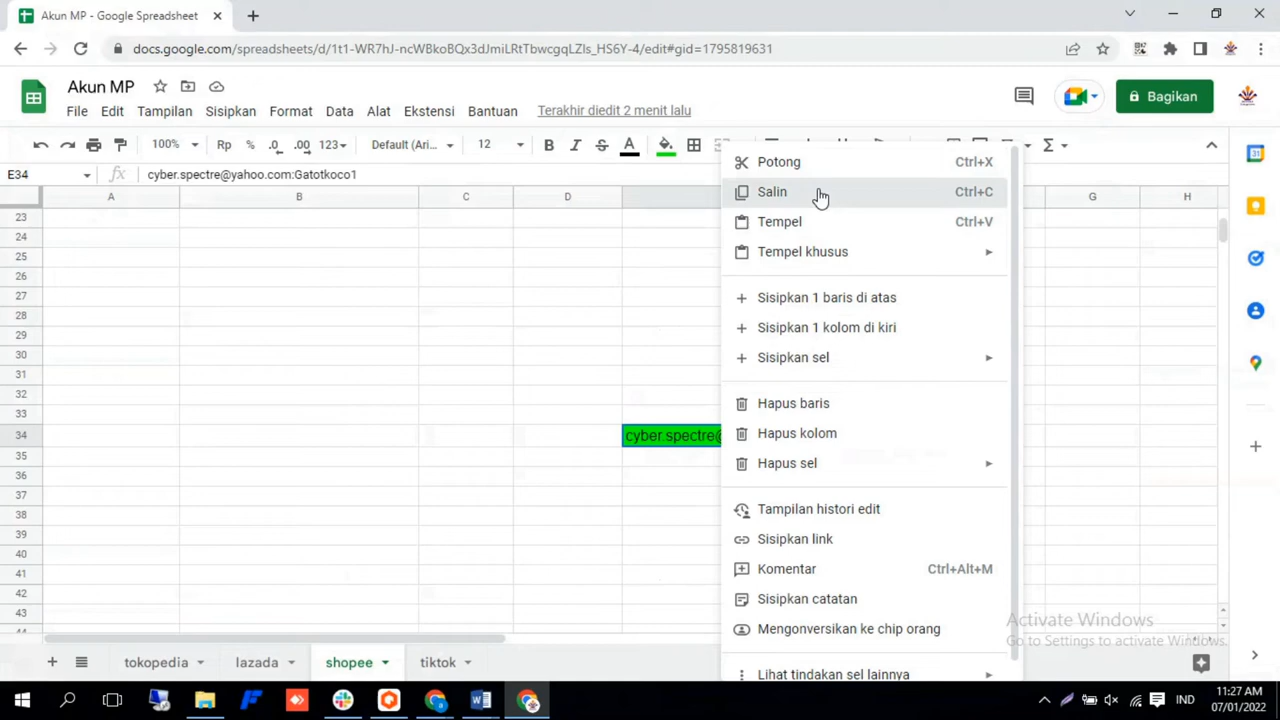 Akun MP - Google Spreadsheet
docs.google.com/spreadsheets/d/1t1-WR7hJ-ncWBkoBQx3dJmiLRtTbwcgqLZIs_HS6Y-4/edit#gid=1795819631
Akun MP
File Edit Tampilan Sisipkan Format Data Alat Ekstensi Bantuan Terakhir diedit 2 menit lalu
Bagikan
100% Rp % .0 .00 123 Default (Ari... 12 B I S A Σ
E34 fx cyber.spectre@yahoo.com:Gatotkoco1
A B C D G H
23
24
25
26
27
28
29
30
31
32
33
34 cyber.spectre@
35
36
37
38
39
40
41
42
43
Potong Ctrl+X
Salin Ctrl+C
Tempel Ctrl+V
Tempel khusus
Sisipkan 1 baris di atas
Sisipkan 1 kolom di kiri
Sisipkan sel
Hapus baris
Hapus kolom
Hapus sel
Tampilan histori edit
Sisipkan link
Komentar Ctrl+Alt+M
Sisipkan catatan
Mengonversikan ke chip orang
Lihat tindakan sel lainnya
Activate Windows
Go to Settings to activate Windows.
tokopedia lazada shopee tiktok
IND
11:27 AM
07/01/2022